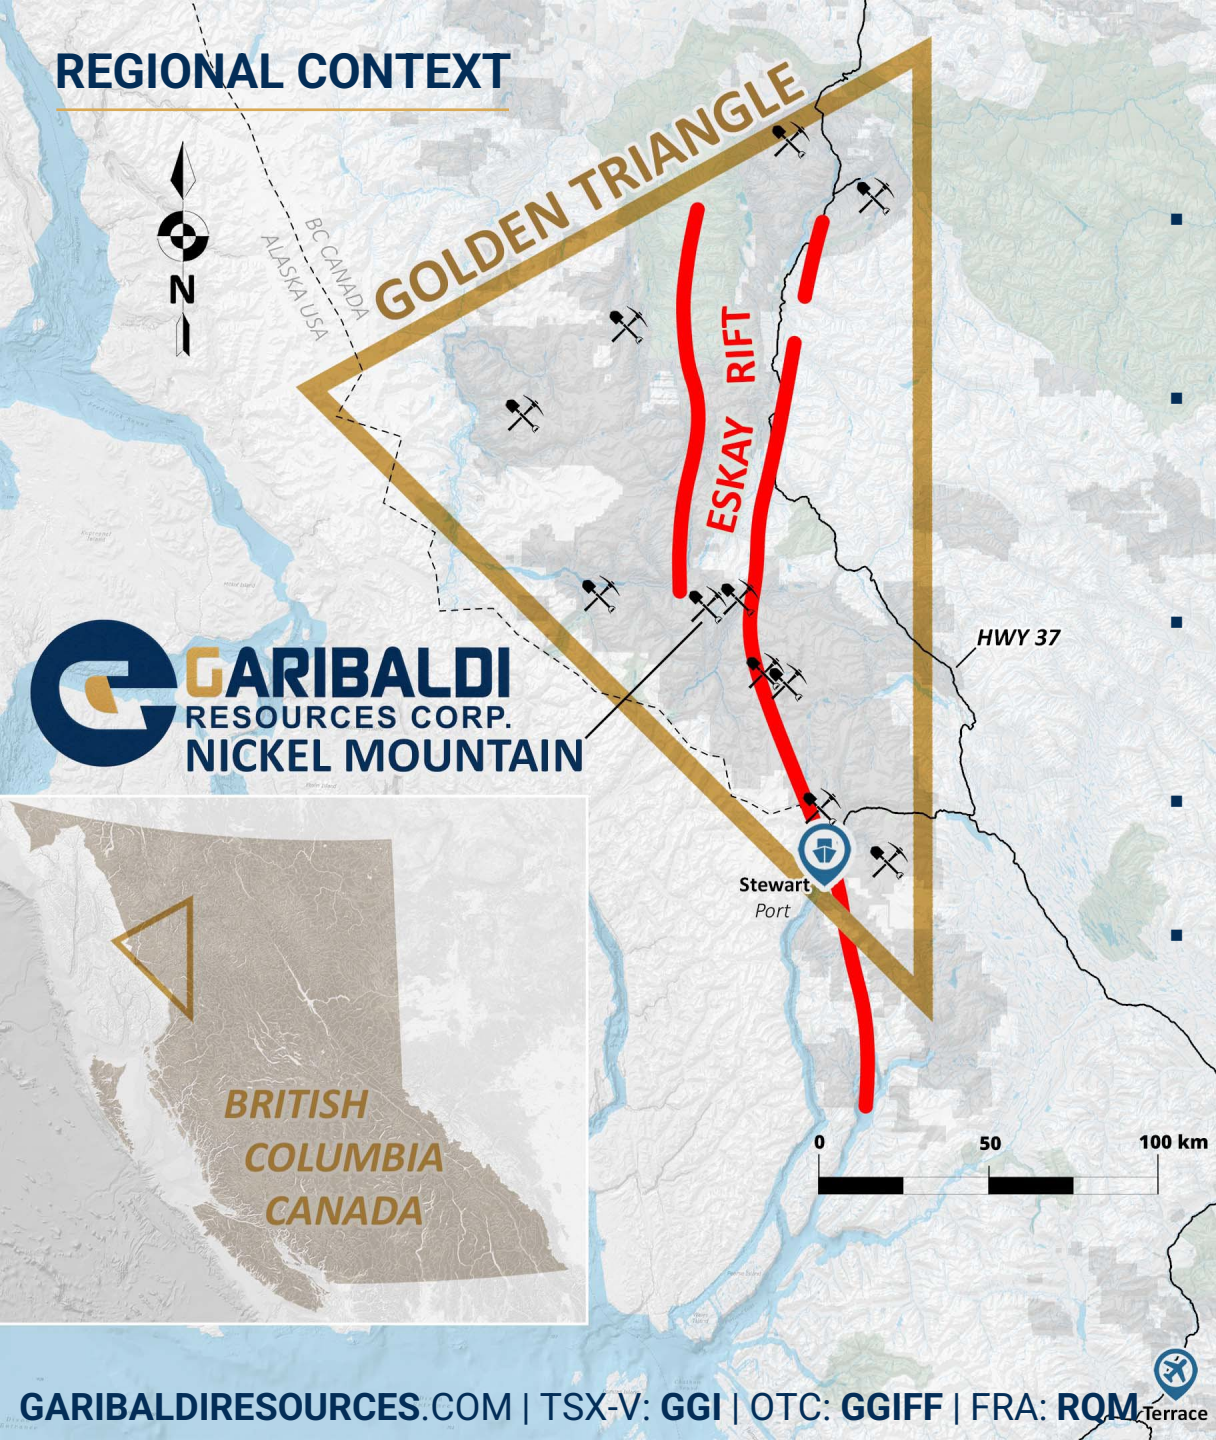 REGIONAL CONTEXT
GOLDEN TRIANGLE
BC CANADA
ALASKA USA
N
ESKAY RIFT
HWY 37
GARIBALDI
RESOURCES CORP.
NICKEL MOUNTAIN
Stewart
Port
BRITISH
COLUMBIA
CANADA
0 50 100 km
GARIBALDIRESOURCES.COM | TSX-V: GGI | OTC: GGIFF | FRA: RQM
Terrace